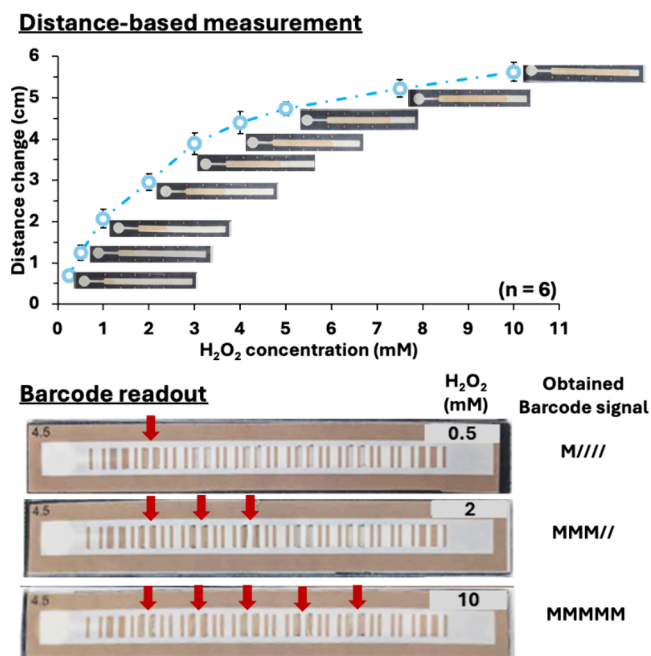 Distance-based measurement
Distance change (cm)
6
5
4
3
2
1
0
0 1 2 3 4 5 6 7 8 9 10 11
(n = 6)
H₂O₂ concentration (mM)
Barcode readout
H₂O₂
(mM)
Obtained
Barcode signal
4.5
0.5
M////
4.5
2
MMM//
4.5
10
MMMMM